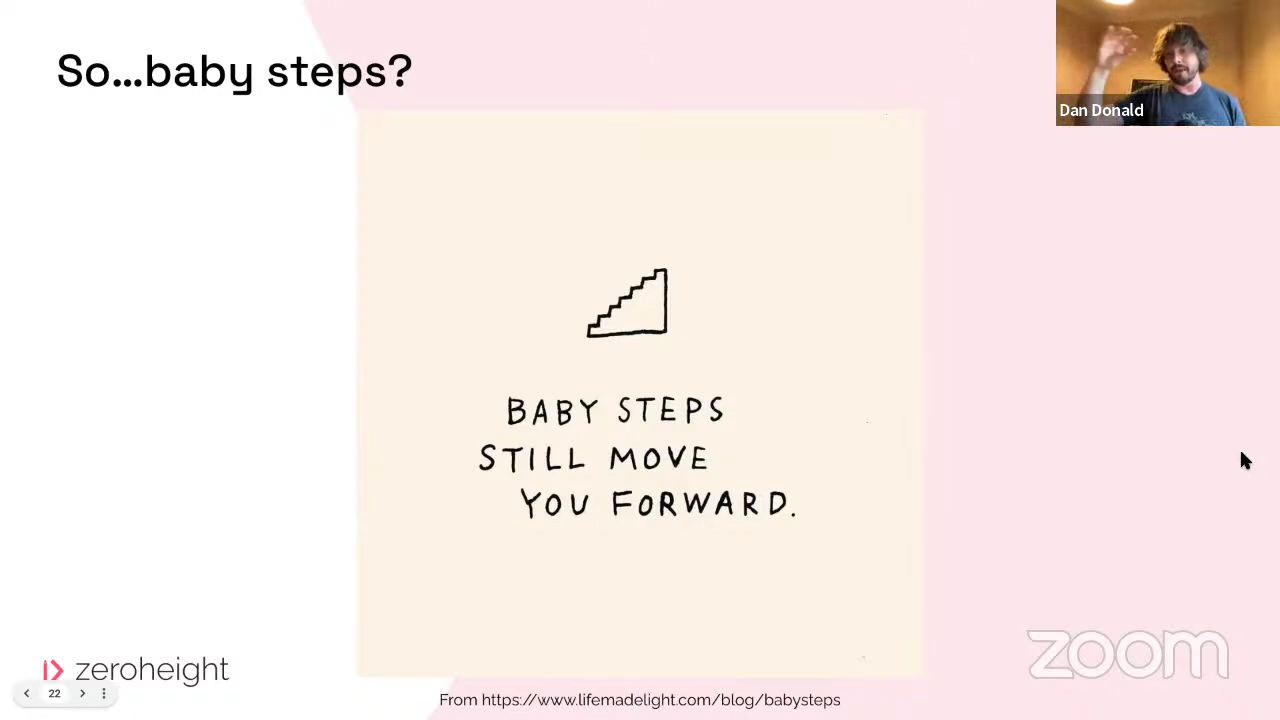 So...baby steps?
Dan Donald
BABY STEPS
STILL MOVE
YOU FORWARD.
zeroheight
zoom
22
From https://www.lifemadelight.com/blog/babysteps